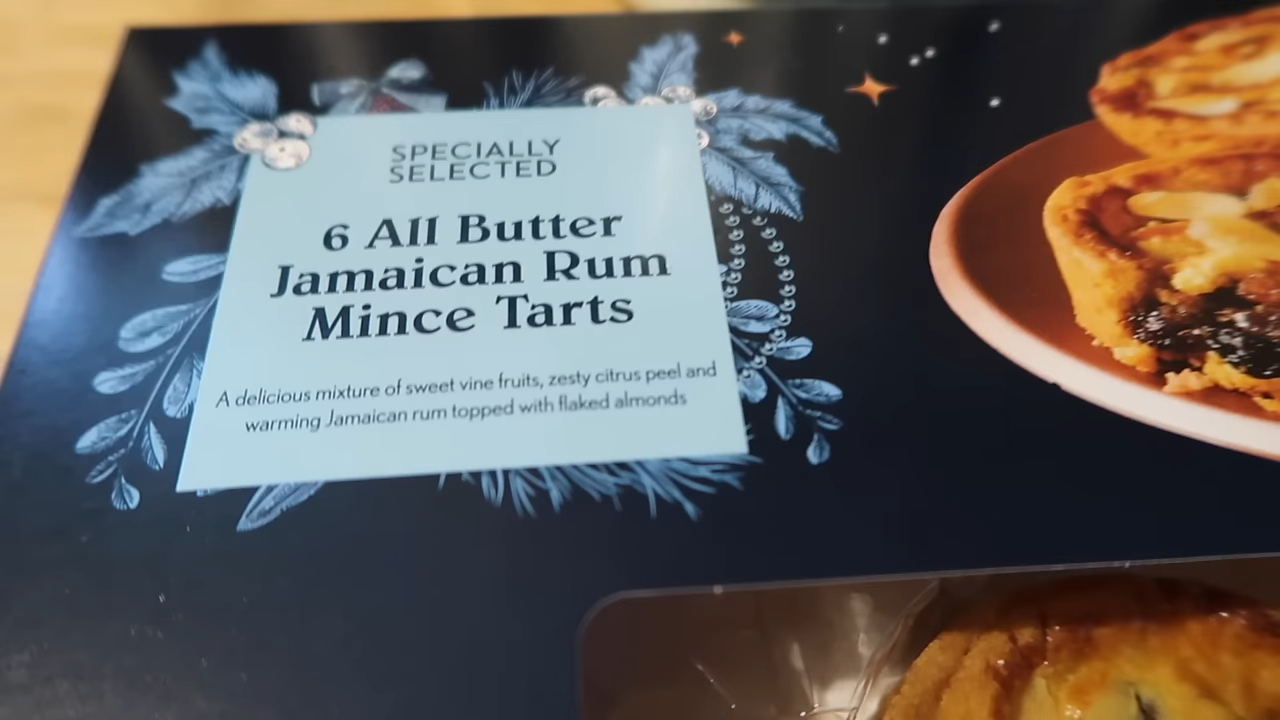 SPECIALLY
SELECTED
6 All Butter
Jamaican Rum
Mince Tarts
A delicious mixture of sweet vine fruits, zesty citrus peel and
warming Jamaican rum topped with flaked almonds